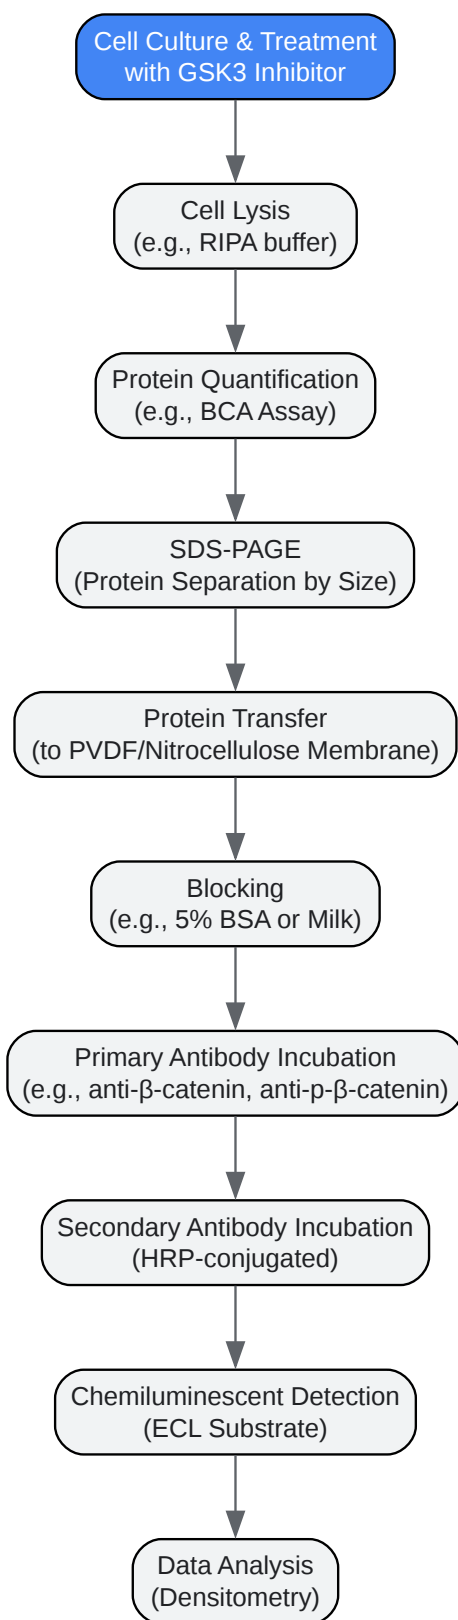 Cell Culture & Treatment
with GSK3 Inhibitor
Cell Lysis
(e.g., RIPA buffer)
Protein Quantification
(e.g., BCA Assay)
SDS-PAGE
(Protein Separation by Size)
Protein Transfer
(to PVDF/Nitrocellulose Membrane)
Blocking
(e.g., 5% BSA or Milk)
Primary Antibody Incubation
(e.g., anti-β-catenin, anti-p-β-catenin)
Secondary Antibody Incubation
(HRP-conjugated)
Chemiluminescent Detection
(ECL Substrate)
Data Analysis
(Densitometry)